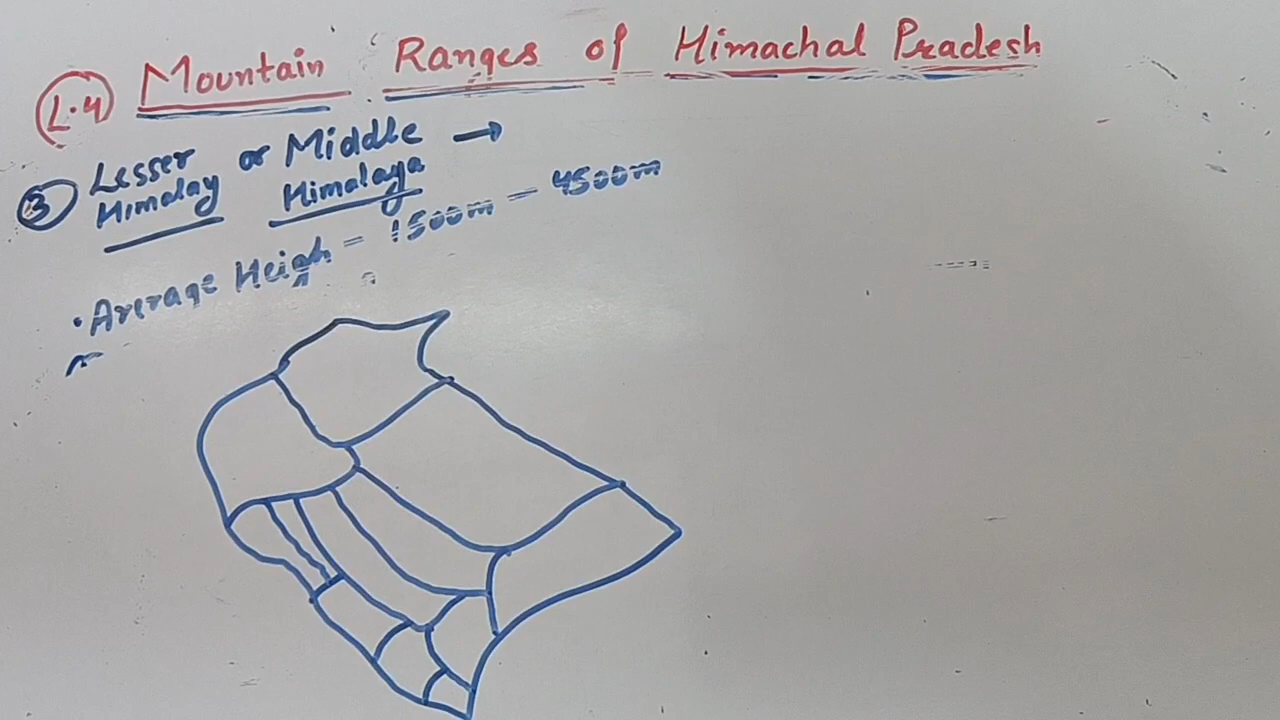 L.4 Mountain Ranges of Himachal Pradesh
③ Lesser or Middle →
Himalay Himalaya
• Average Heigh = 1500m - 4500m